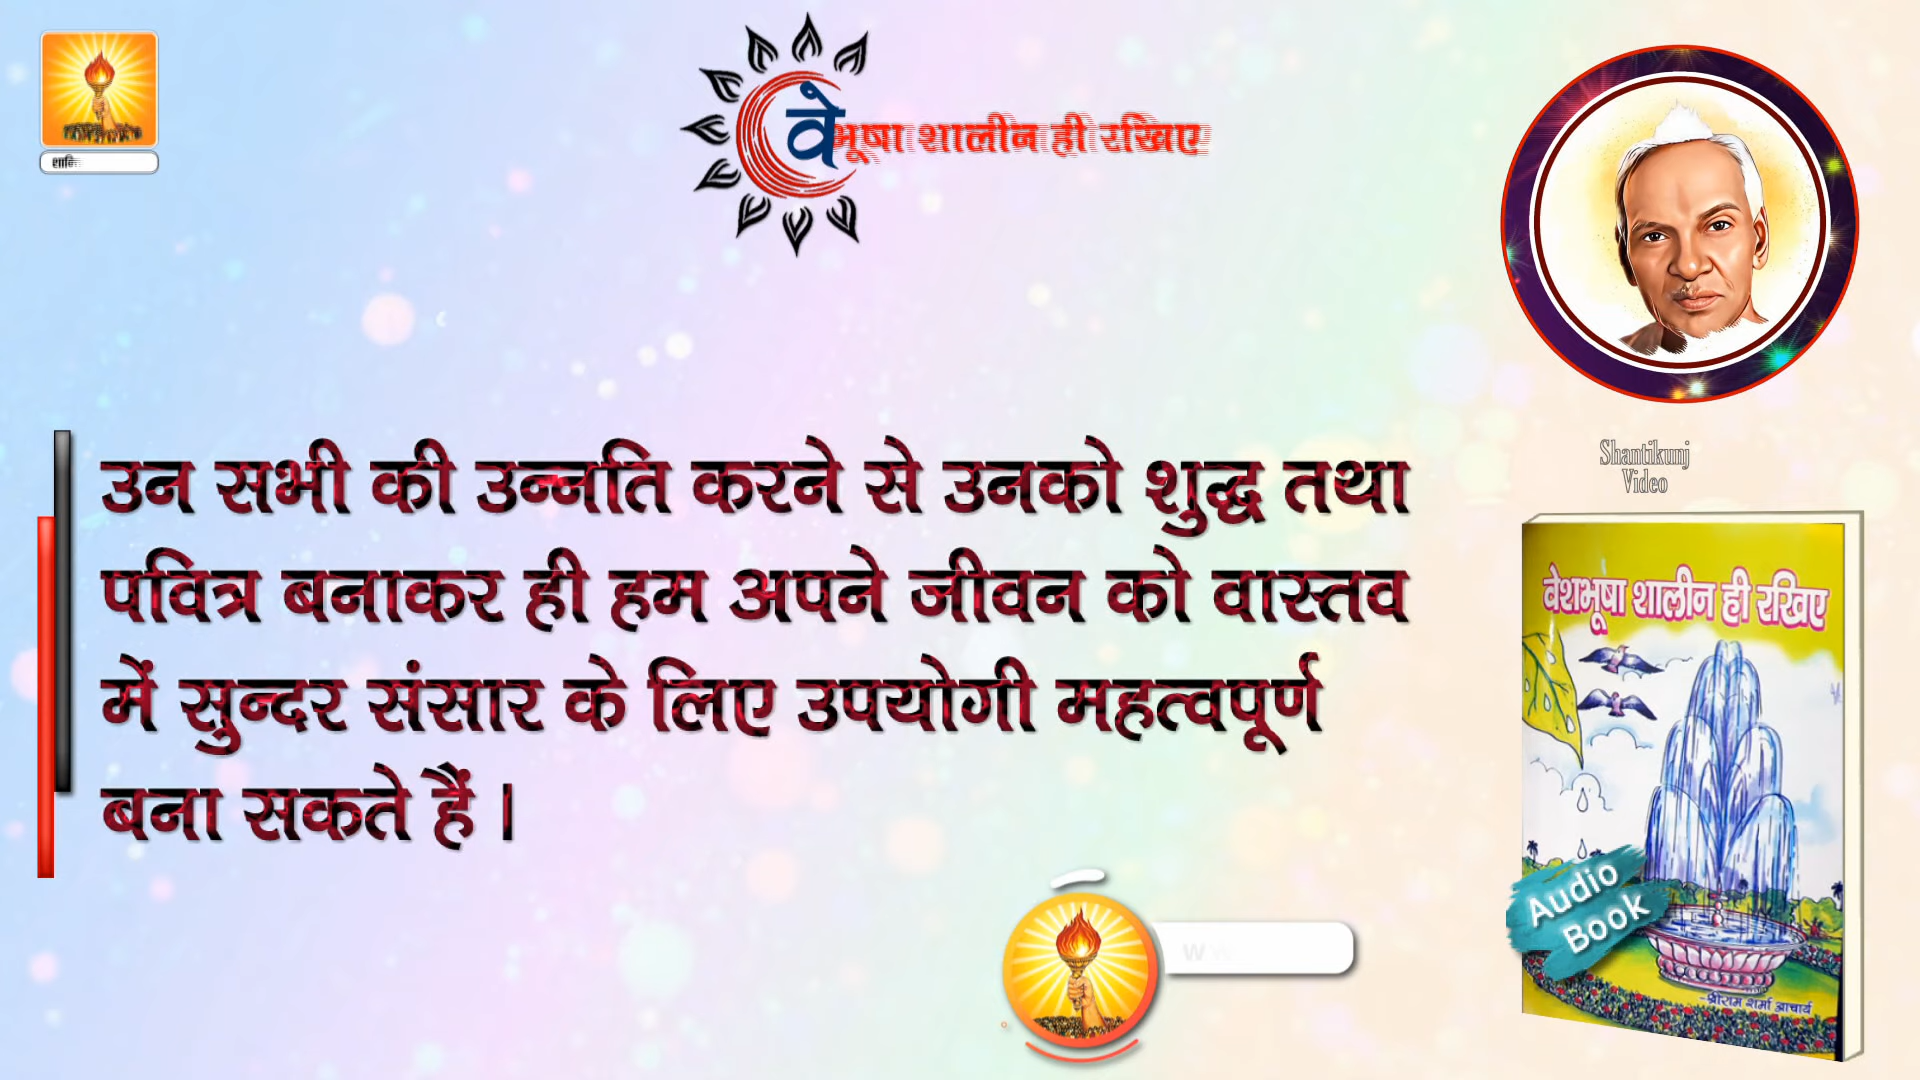 वेभूषा शालीन ही रखिए
उन सभी की उन्नति करने से उनको शुद्ध तथा
पवित्र बनाकर ही हम अपने जीवन को वास्तव
में सुन्दर संसार के लिए उपयोगी महत्वपूर्ण
बना सकते हैं ।
Shantikunj
Video
वेशभूषा शालीन ही रखिए
Audio
Book
श्रीराम शर्मा आचार्य